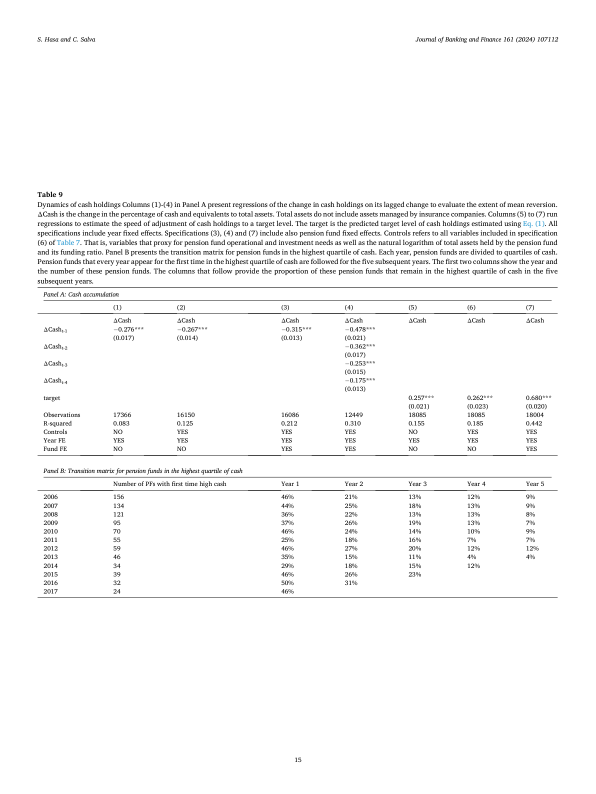 S. Hasa and C. Salva
Journal of Banking and Finance 161 (2024) 107112
Table 9
Dynamics of cash holdings Columns (1)-(4) in Panel A present regressions of the change in cash holdings on its lagged change to evaluate the extent of mean reversion.
ΔCash is the change in the percentage of cash and equivalents to total assets. Total assets do not include assets managed by insurance companies. Columns (5) to (7) run
regressions to estimate the speed of adjustment of cash holdings to a target level. The target is the predicted target level of cash holdings estimated using Eq. (1). All
specifications include year fixed effects. Specifications (3), (4) and (7) include also pension fund fixed effects. Controls refers to all variables included in specification
(6) of Table 7. That is, variables that proxy for pension fund operational and investment needs as well as the natural logarithm of total assets held by the pension fund
and its funding ratio. Panel B presents the transition matrix for pension funds in the highest quartile of cash. Each year, pension funds are divided to quartiles of cash.
Pension funds that every year appear for the first time in the highest quartile of cash are followed for the five subsequent years. The first two columns show the year and
the number of these pension funds. The columns that follow provide the proportion of these pension funds that remain in the highest quartile of cash in the five
subsequent years.
Panel A: Cash accumulation
(1) (2) (3) (4) (5) (6) (7)
ΔCash ΔCash ΔCash ΔCash ΔCash ΔCash ΔCash
ΔCasht-1 −0.276*** −0.267*** −0.315*** −0.478***
(0.017) (0.014) (0.013) (0.021)
ΔCasht-2 −0.362***
(0.017)
ΔCasht-3 −0.253***
(0.015)
ΔCasht-4 −0.175***
(0.013)
target 0.257*** 0.262*** 0.680***
(0.021) (0.023) (0.020)
Observations 17366 16150 16086 12449 18085 18085 18004
R-squared 0.083 0.125 0.212 0.310 0.155 0.185 0.442
Controls NO YES YES YES NO YES YES
Year FE YES YES YES YES YES YES YES
Fund FE NO NO YES YES NO NO YES
Panel B: Transition matrix for pension funds in the highest quartile of cash
Number of PFs with first time high cash Year 1 Year 2 Year 3 Year 4 Year 5
2006 156 46% 21% 13% 12% 9%
2007 134 44% 25% 18% 13% 9%
2008 121 36% 22% 13% 13% 8%
2009 95 37% 26% 19% 13% 7%
2010 70 46% 24% 14% 10% 9%
2011 55 25% 18% 16% 7% 7%
2012 59 46% 27% 20% 12% 12%
2013 46 35% 15% 11% 4% 4%
2014 34 29% 18% 15% 12%
2015 39 46% 26% 23%
2016 32 50% 31%
2017 24 46%
15